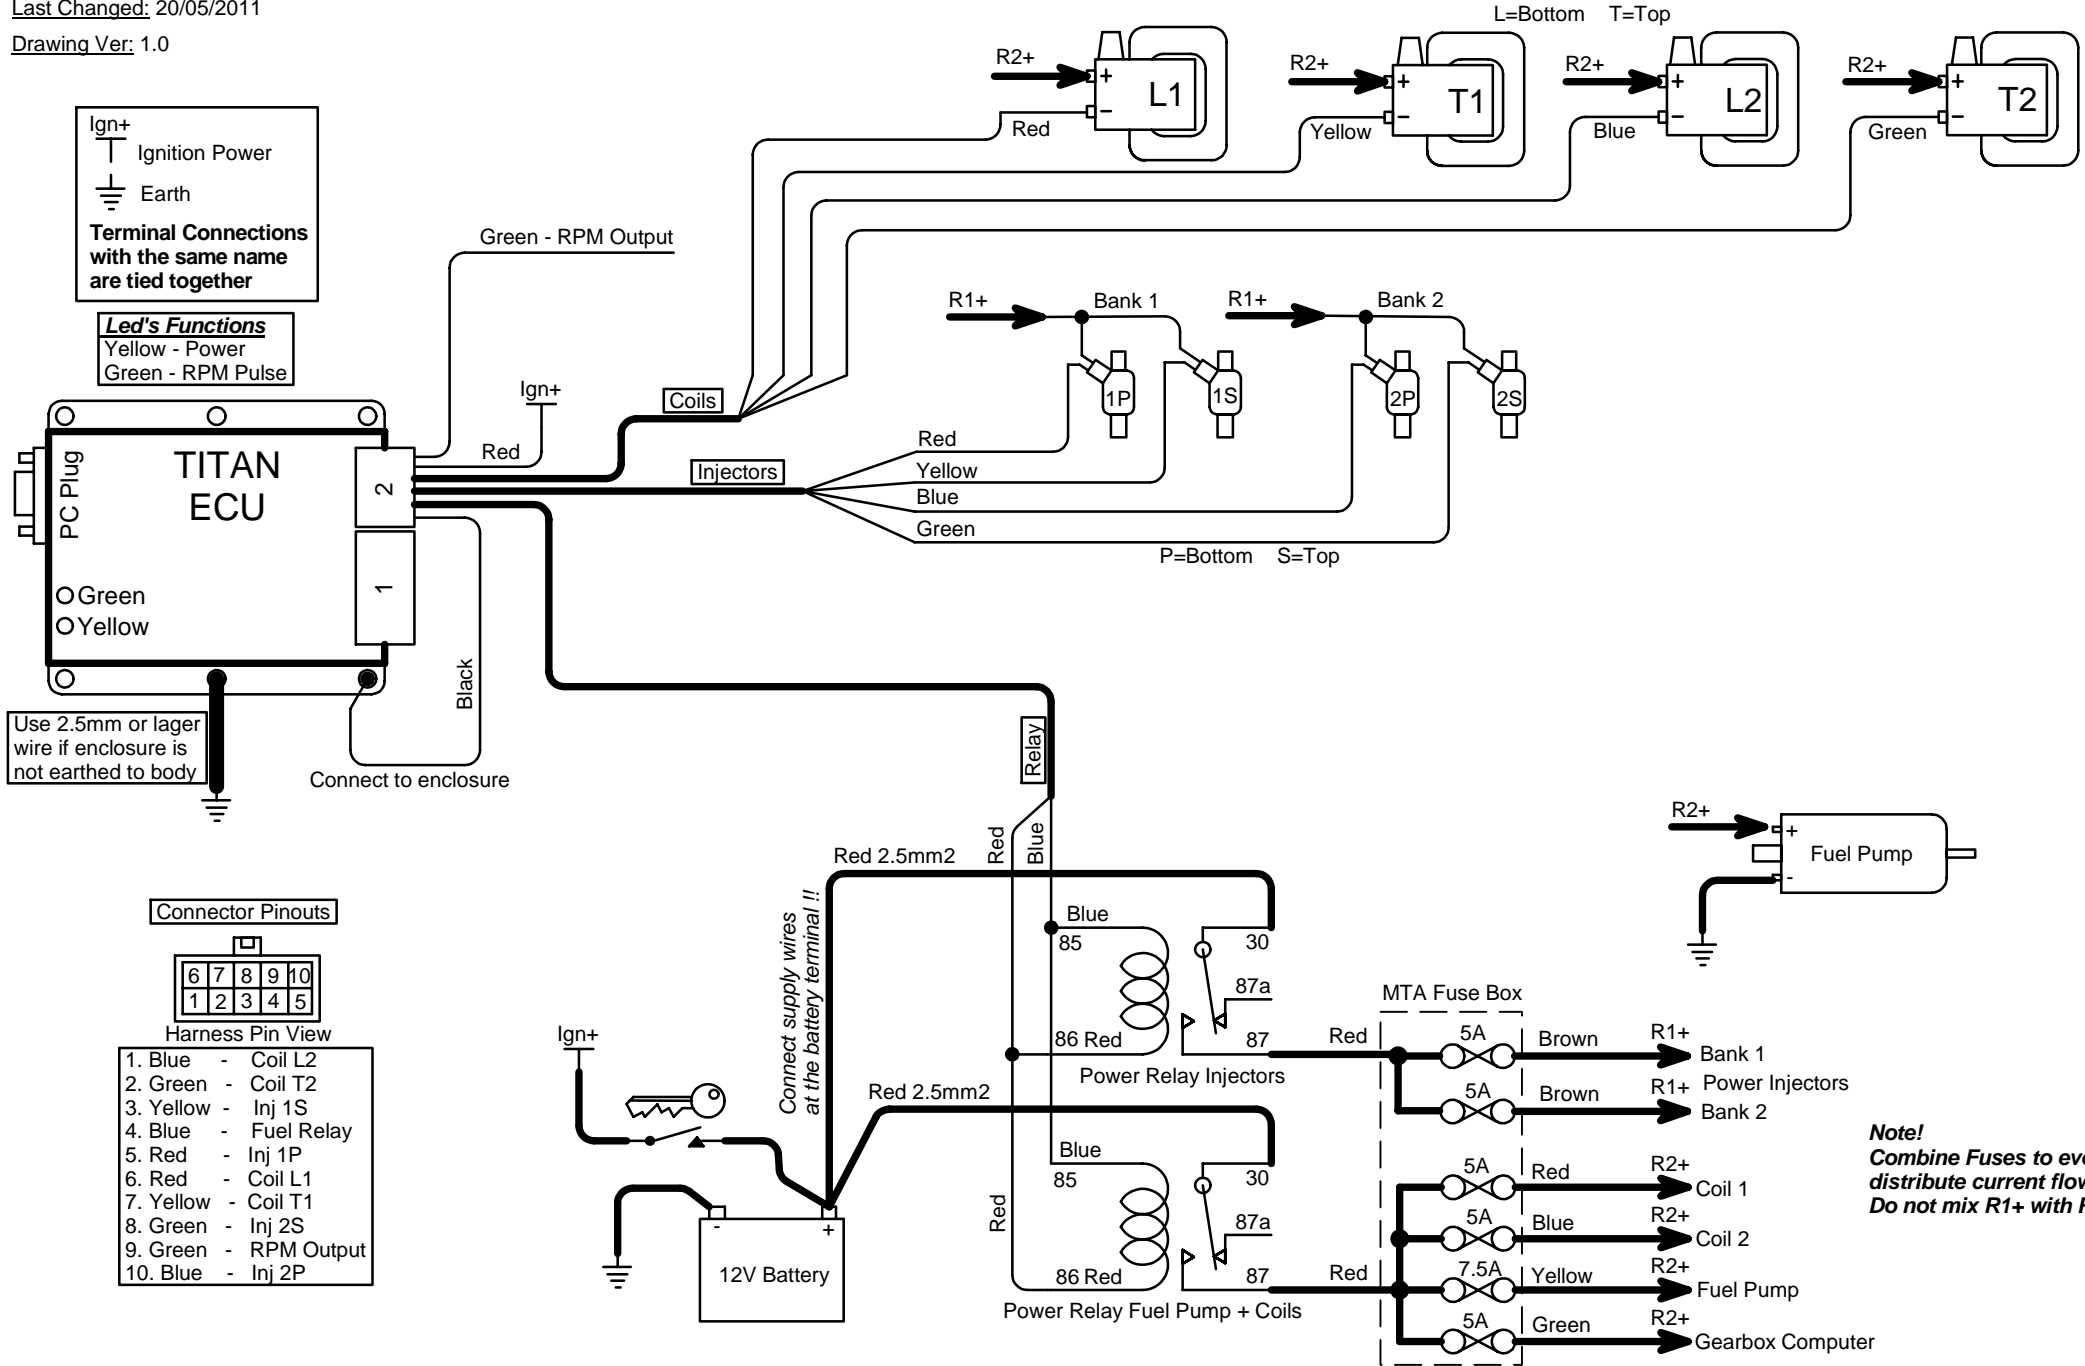 Last Changed: 20/05/2011
Drawing Ver: 1.0
L=Bottom T=Top
R2+
+
-
L1
Red
R2+
+
-
T1
Yellow
R2+
+
-
L2
Blue
R2+
+
-
T2
Green
Ign+
Ignition Power
Earth
Terminal Connections
with the same name
are tied together
Led's Functions
Yellow - Power
Green - RPM Pulse
Green - RPM Output
Ign+
Red
Coils
Injectors
R1+
Bank 1
R1+
Bank 2
1P
1S
2P
2S
Red
Yellow
Blue
Green
P=Bottom S=Top
PC Plug
TITAN
ECU
2
1
Green
Yellow
Black
Use 2.5mm or lager
wire if enclosure is
not earthed to body
Connect to enclosure
Relay
Red
Blue
R2+
+
-
Fuel Pump
Red 2.5mm2
Connect supply wires
at the battery terminal !!
Blue
85
30
87a
86 Red
87
Power Relay Injectors
Red
Red 2.5mm2
Blue
85
30
87a
Red
86 Red
87
Power Relay Fuel Pump + Coils
Red
MTA Fuse Box
5A
Brown
R1+
Bank 1
Power Injectors
5A
Brown
R1+
Bank 2
5A
Red
R2+
Coil 1
5A
Blue
R2+
Coil 2
7.5A
Yellow
R2+
Fuel Pump
5A
Green
R2+
Gearbox Computer
Note!
Combine Fuses to
distribute current
Do not mix R1+ with
Ign+
-
+
12V Battery
Connector Pinouts
6 7 8 9 10
1 2 3 4 5
Harness Pin View
1. Blue - Coil L2
2. Green - Coil T2
3. Yellow - Inj 1S
4. Blue - Fuel Relay
5. Red - Inj 1P
6. Red - Coil L1
7. Yellow - Coil T1
8. Green - Inj 2S
9. Green - RPM Output
10. Blue - Inj 2P